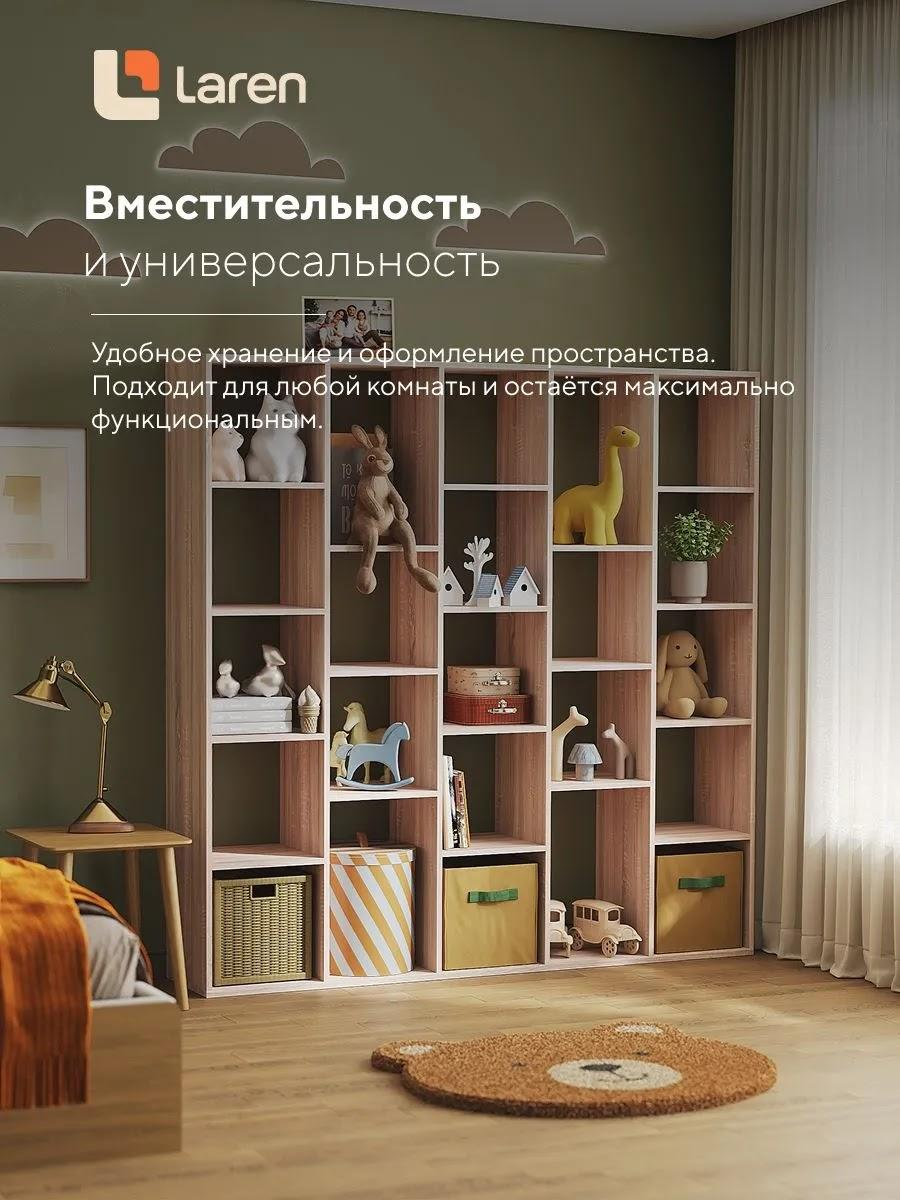 Laren
Вместительность
и универсальность
Удобное хранение и оформление пространства.
Подходит для любой комнаты и остаётся максимально
функциональным.